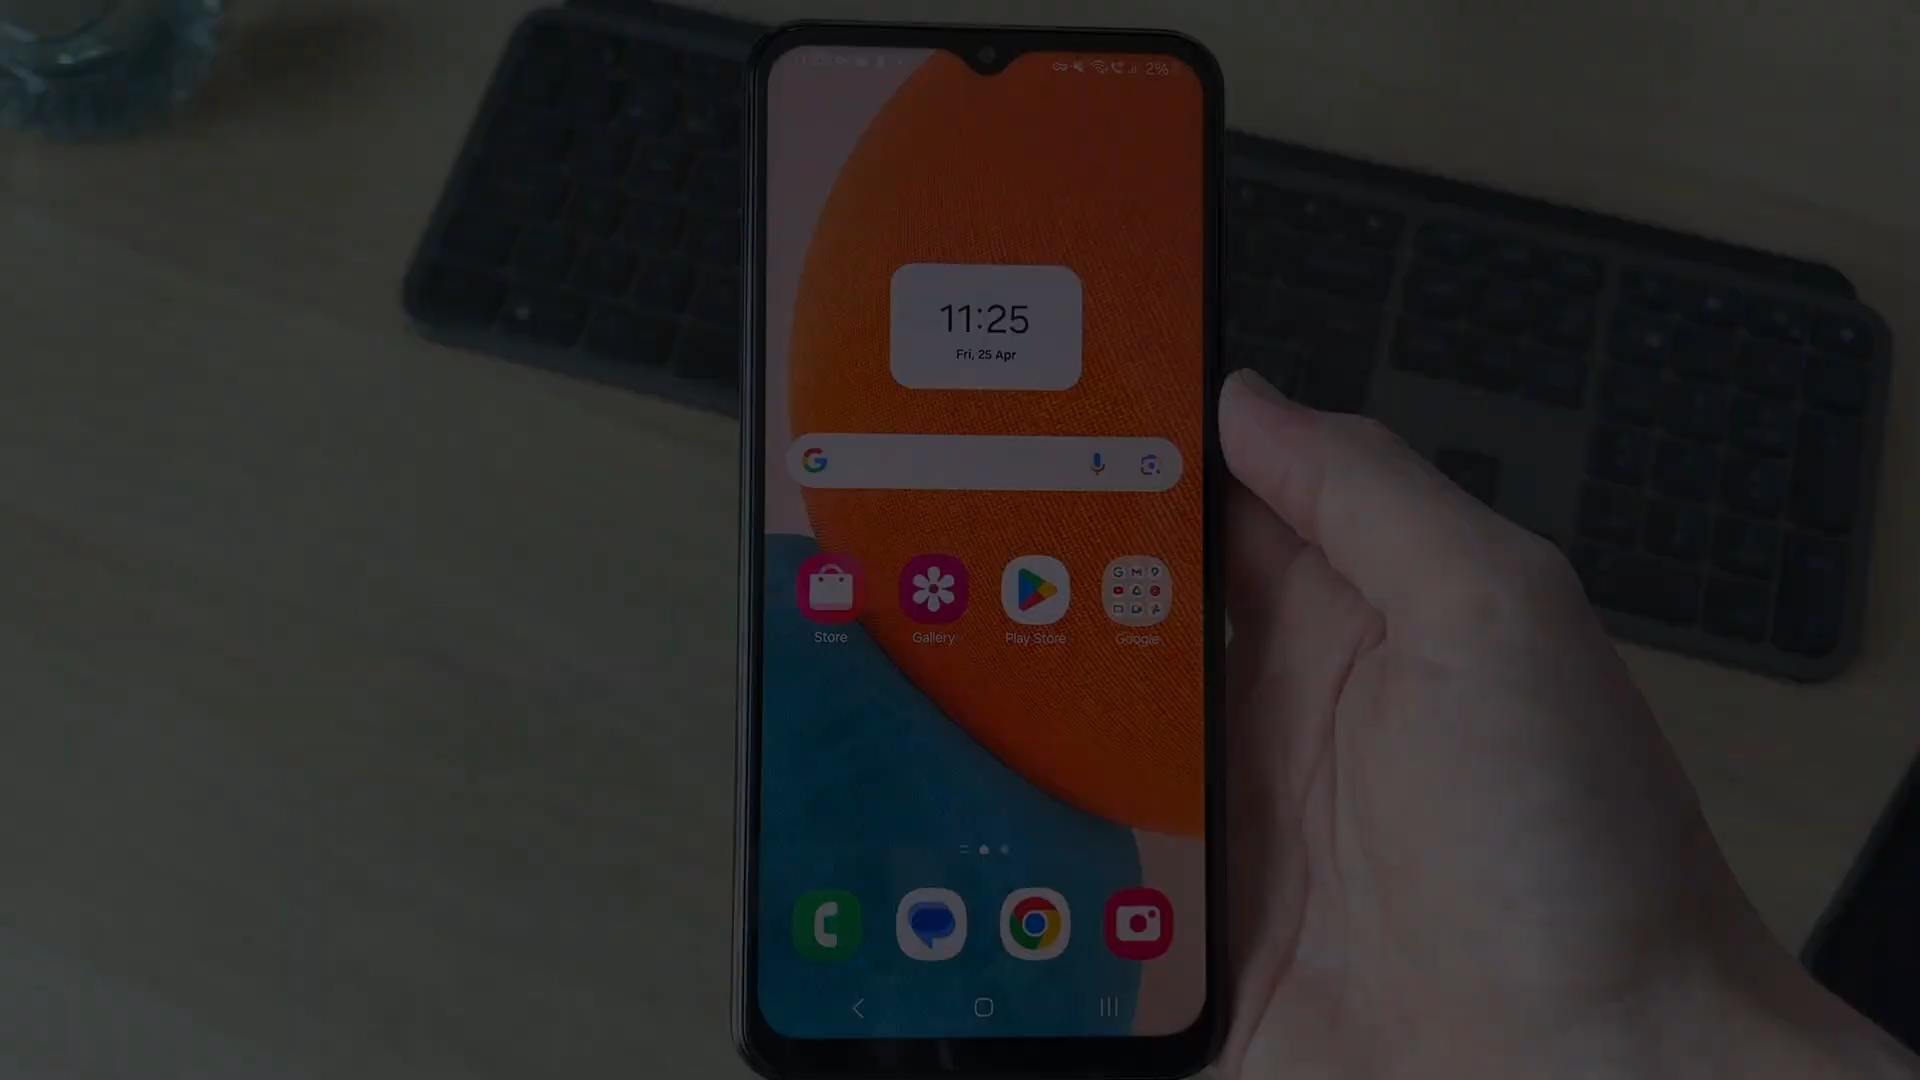 2%
11:25
Fri, 25 Apr
Store
Gallery
Play Store
Google